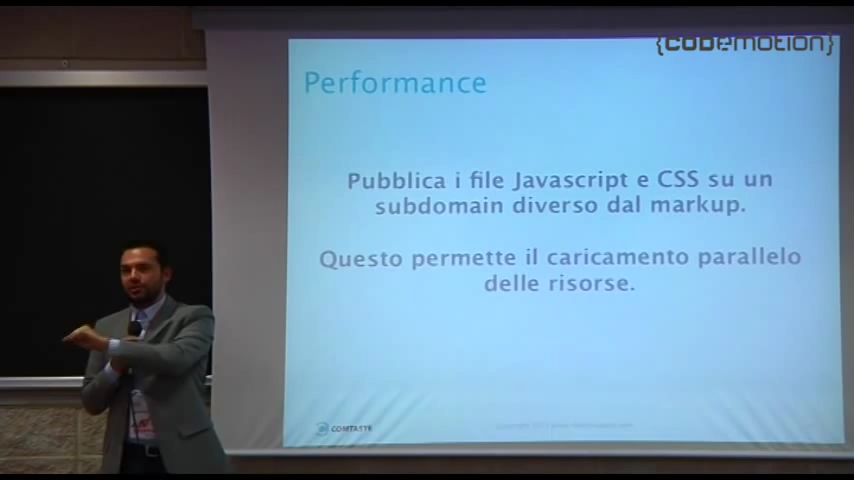 {CODEMOTION}
Performance
Pubblica i file Javascript e CSS su un
subdomain diverso dal markup.
Questo permette il caricamento parallelo
delle risorse.
COMTASTE